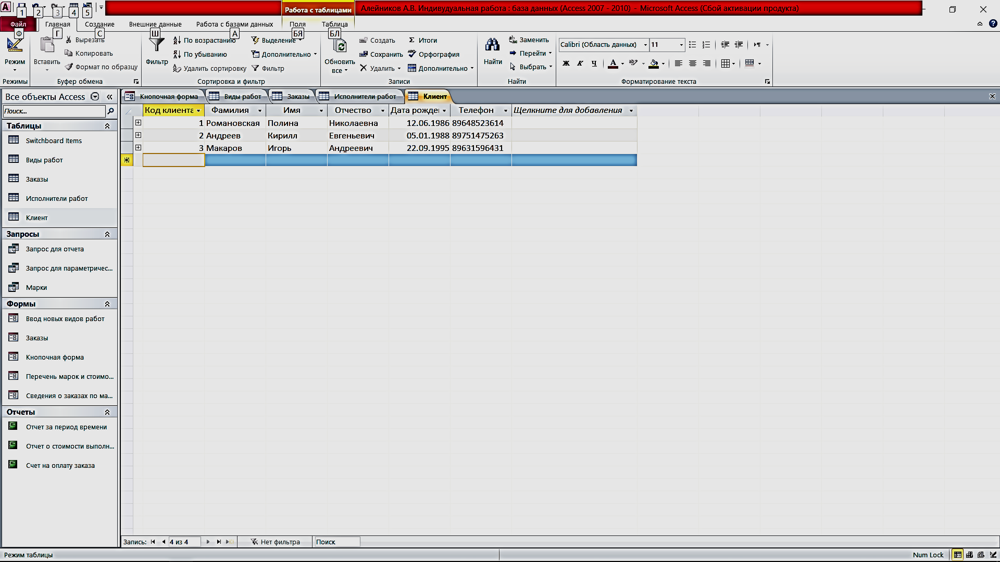 1 2 3 4 5
Работа с таблицами
Алейников А.В. Индивудуальная работа : база данных (Access 2007 - 2010) - Microsoft Access (Сбой активации продукта)
Файл Главная Создание Внешние данные Работа с базами данных Поля Таблица
Ф Г С Ш А БЯ БЛ
Режим
Режимы
Вставить
Вырезать
Копировать
Формат по образцу
Буфер обмена
Фильтр
По возрастанию
По убыванию
Удалить сортировку
Выделение
Дополнительно
Фильтр
Сортировка и фильтр
Обновить
все
Создать
Сохранить
Удалить
Итоги
Орфография
Дополнительно
Записи
Найти
Заменить
Перейти
Выбрать
Найти
Calibri (Область данных) 11
Ж К Ч А
Форматирование текста
Все объекты Access
Поиск...
Таблицы
Switchboard Items
Виды работ
Заказы
Исполнители работ
Клиент
Запросы
Запрос для отчета
Запрос для параметричес...
Марки
Формы
Ввод новых видов работ
Заказы
Кнопочная форма
Перечень марок и стоимо...
Сведения о заказах по ма...
Отчеты
Отчет за период времени
Отчет о стоимости выполн...
Счет на оплату заказа
Кнопочная форма Виды работ Заказы Исполнители работ Клиент
Код клиента Фамилия Имя Отчество Дата рожде Телефон Щелкните для добавления
1 Романовская Полина Николаевна 12.06.1986 89648523614
2 Андреев Кирилл Евгеньевич 05.01.1988 89751475263
3 Макаров Игорь Андреевич 22.09.1995 89631596431
Запись: 4 из 4 Нет фильтра Поиск
Режим таблицы Num Lock